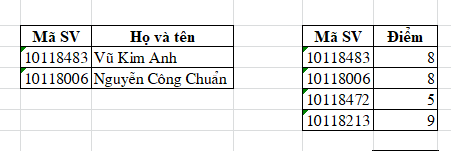 Mã SV Họ và tên
10118483 Vũ Kim Anh
10118006 Nguyễn Công Chuẩn
Mã SV Điểm
10118483 8
10118006 8
10118472 5
10118213 9